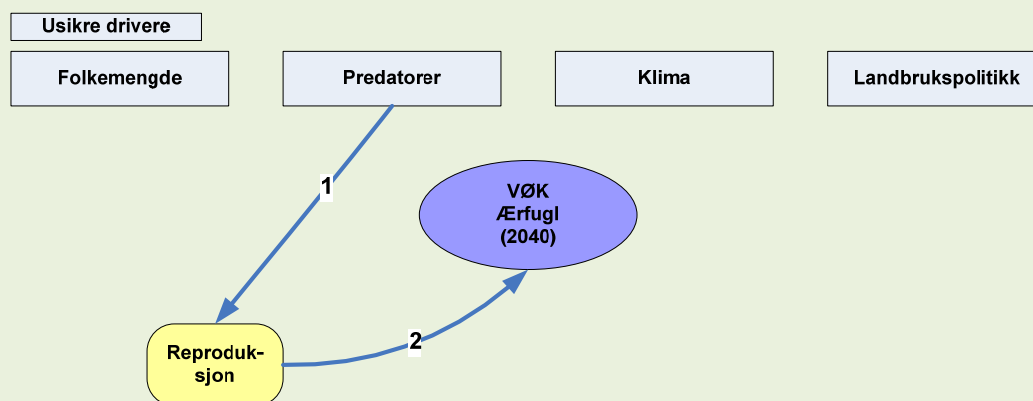 Usikre drivere
Folkemengde
Predatorer
Klima
Landbrukspolitikk
1
VØK
Ærfugl
(2040)
2
Reproduk-
sjon